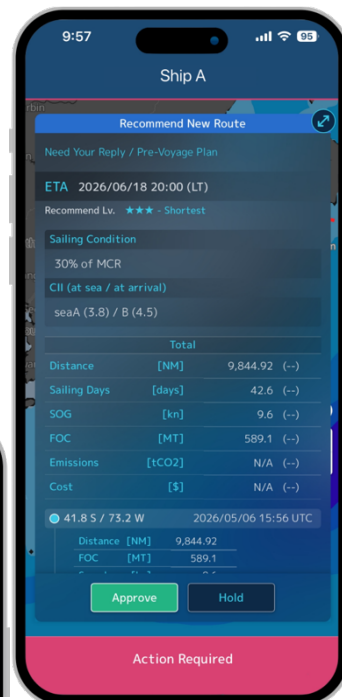 9:57
95
Ship A
Recommend New Route
Need Your Reply / Pre-Voyage Plan
ETA 2026/06/18 20:00 (LT)
Recommend Lv. ★★★ - Shortest
Sailing Condition
30% of MCR
CII (at sea / at arrival)
seaA (3.8) / B (4.5)
Total
Distance [NM] 9,844.92 (--)
Sailing Days [days] 42.6 (--)
SOG [kn] 9.6 (--)
FOC [MT] 589.1 (--)
Emissions [tCO2] N/A (--)
Cost [$] N/A (--)
41.8 S / 73.2 W 2026/05/06 15:56 UTC
Distance [NM] 9,844.92
FOC [MT] 589.1
Approve Hold
Action Required